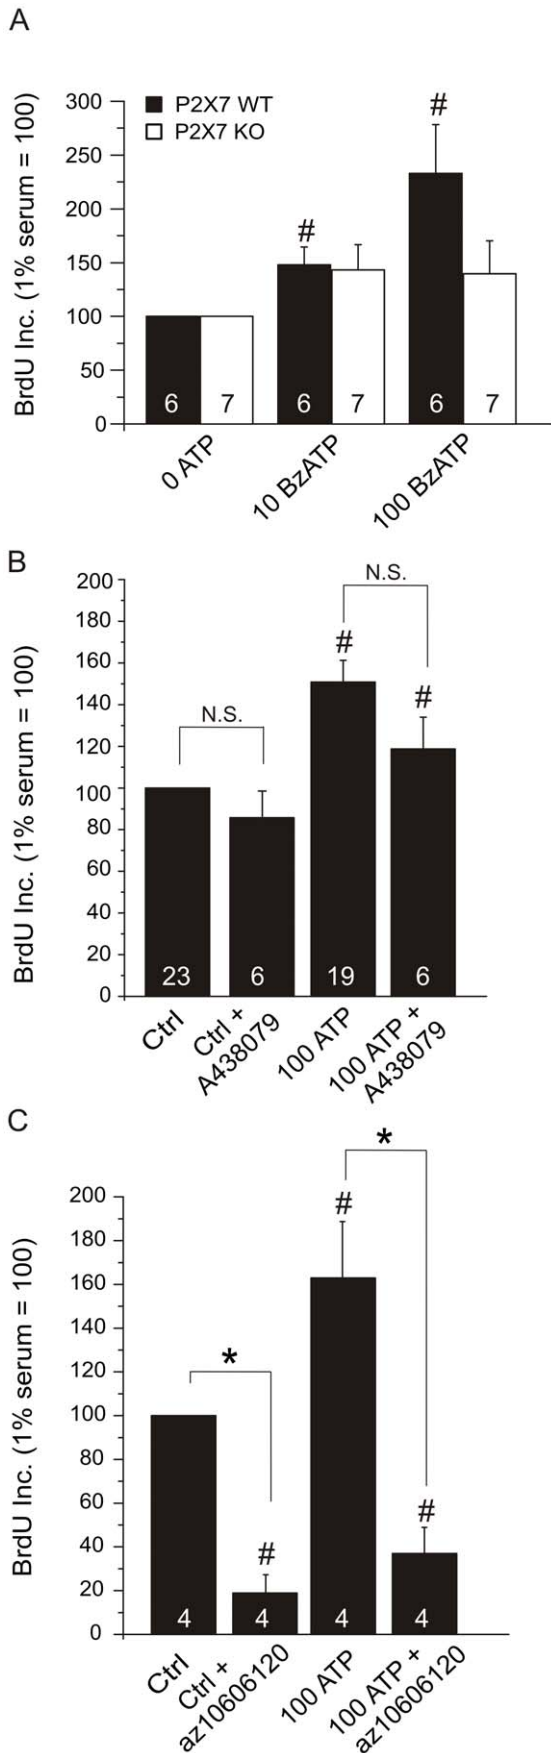 A
BrdU Inc. (1% serum = 100)
300
250
200
150
100
50
0
P2X7 WT
P2X7 KO
#
#
6
7
6
7
6
7
0 ATP
10 BzATP
100 BzATP
B
BrdU Inc. (1% serum = 100)
200
180
160
140
120
100
80
60
40
20
0
N.S.
N.S.
#
#
23
6
19
6
Ctrl
Ctrl +
A438079
100 ATP
100 ATP +
A438079
C
BrdU Inc. (1% serum = 100)
200
180
160
140
120
100
80
60
40
20
0
*
*
#
#
#
4
4
4
4
Ctrl
Ctrl +
az10606120
100 ATP
100 ATP +
az10606120